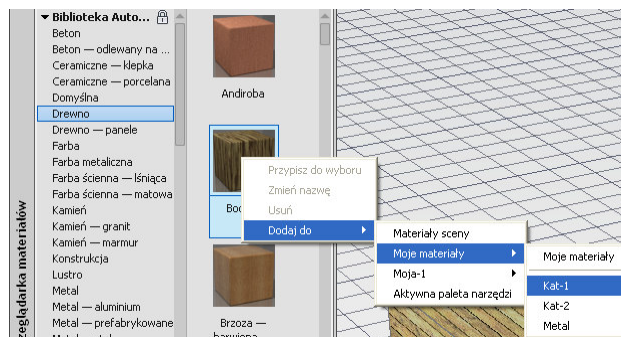 Biblioteka Auto...
Beton
Beton — odlewany na ...
Ceramiczne — klepka
Ceramiczne — porcelana
Domyślna
Drewno
Drewno — panele
Farba
Farba metaliczna
Farba ścienna — lśniąca
Farba ścienna — matowa
Kamień
Kamień — granit
Kamień — marmur
Konstrukcja
Lustro
Metal
Metal — aluminium
Metal — prefabrykowane
zeglądarka materiałów
Andiroba
Brzoza —
barwiona
Przypisz do wyboru
Zmień nazwę
Usuń
Dodaj do
Materiały sceny
Moje materiały
Moja-1
Aktywna paleta narzędzi
Moje materiały
Kat-1
Kat-2
Metal